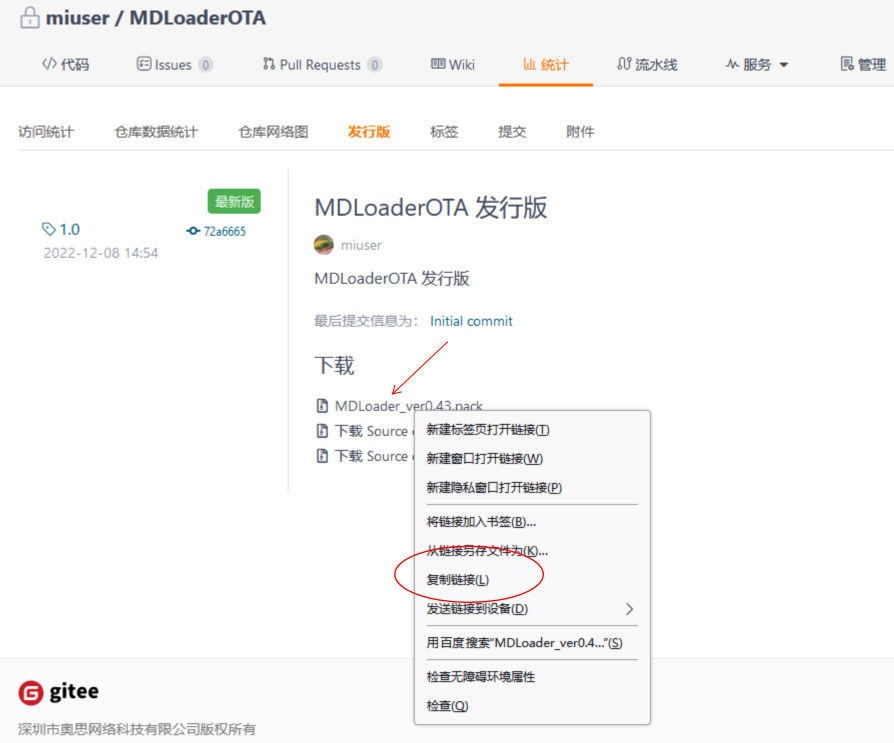 miuser / MDLoaderOTA
代码 Issues 0 Pull Requests 0 Wiki 统计 流水线 服务 管理
访问统计 仓库数据统计 仓库网络图 发行版 标签 提交 附件
最新版
1.0 72a6665
2022-12-08 14:54
MDLoaderOTA 发行版
miuser
MDLoaderOTA 发行版
最后提交信息为： Initial commit
下载
MDLoader_ver0.43.pack
下载 Source
下载 Source
新建标签页打开链接(T)
新建窗口打开链接(W)
新建隐私窗口打开链接(P)
将链接加入书签(B)...
从链接另存文件为(K)...
复制链接(L)
发送链接到设备(D)
用百度搜索“MDLoader_ver0.4...”(S)
检查无障碍环境属性
检查(Q)
gitee
深圳市奥思网络科技有限公司版权所有